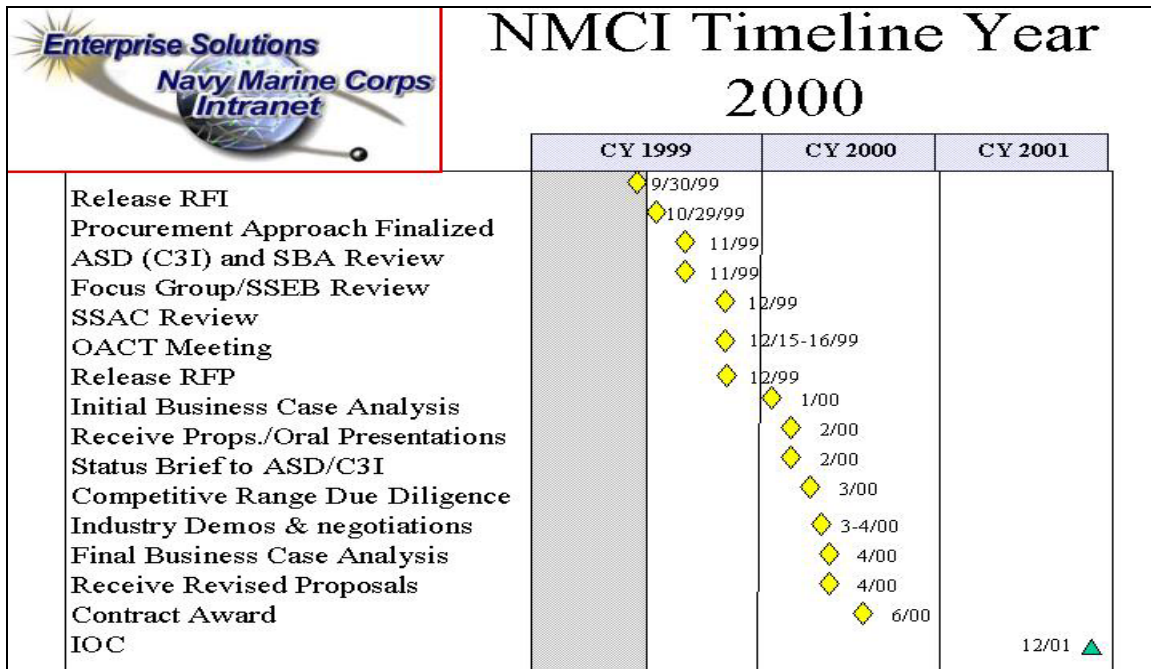 Enterprise Solutions
Navy Marine Corps
Intranet
NMCI Timeline Year
2000
CY 1999 CY 2000 CY 2001
Release RFI 9/30/99
Procurement Approach Finalized 10/29/99
ASD (C3I) and SBA Review 11/99
Focus Group/SSEB Review 11/99
SSAC Review 12/99
OACT Meeting 12/15-16/99
Release RFP 12/99
Initial Business Case Analysis 1/00
Receive Props./Oral Presentations 2/00
Status Brief to ASD/C3I 2/00
Competitive Range Due Diligence 3/00
Industry Demos & negotiations 3-4/00
Final Business Case Analysis 4/00
Receive Revised Proposals 4/00
Contract Award 6/00
IOC 12/01